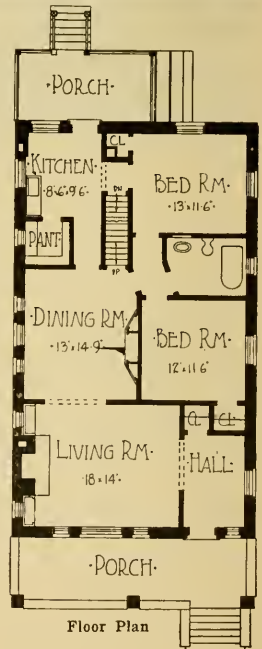 ·PORCH·
CL
·KITCHEN·
·8'6"·9'6·
BED RM·
·13'×11'·6"·
DN
PANT·
UP
·DINING RM·
·13'×14'·9"·
BED RM·
12'×11'6"
CL
CL·
LIVING RM·
·18×14'·
·HALL·
·PORCH·
Floor Plan